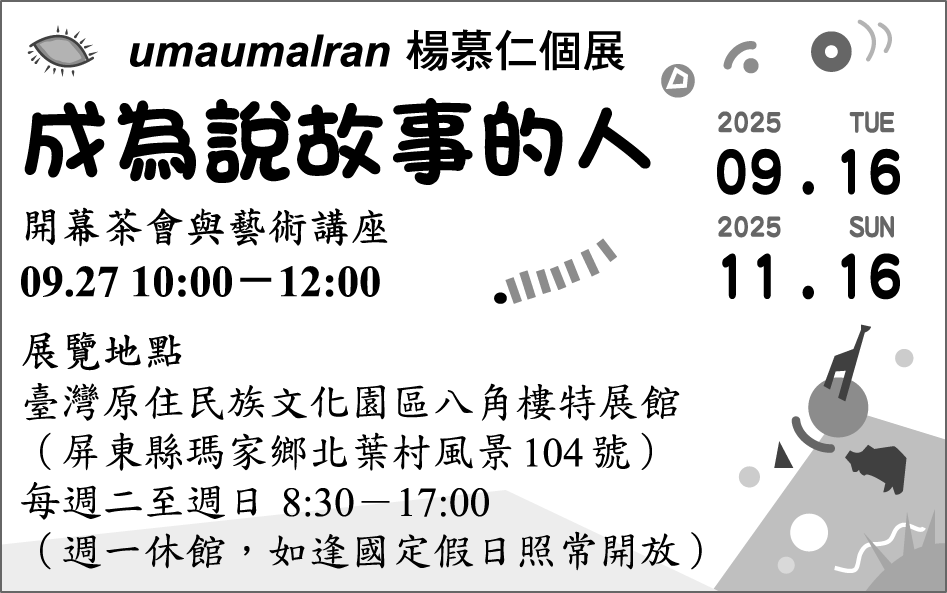 umaumalran 楊慕仁個展
成為說故事的人
2025 TUE
09.16
2025 SUN
11.16
開幕茶會與藝術講座
09.27 10:00－12:00
展覽地點
臺灣原住民族文化園區八角樓特展館
（屏東縣瑪家鄉北葉村風景104號）
每週二至週日 8:30－17:00
（週一休館，如逢國定假日照常開放）